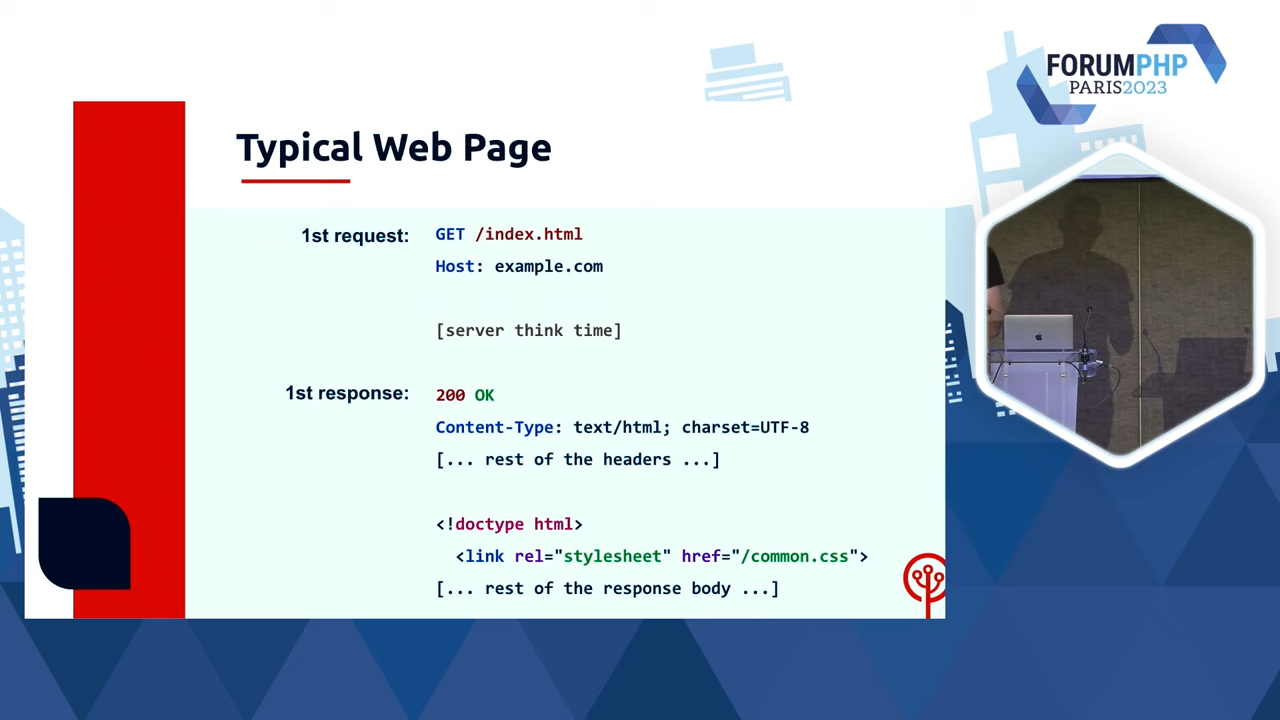 FORUMPHP
PARIS2023
Typical Web Page
1st request:
GET /index.html
Host: example.com
[server think time]
1st response:
200 OK
Content-Type: text/html; charset=UTF-8
[... rest of the headers ...]
<!doctype html>
<link rel="stylesheet" href="/common.css">
[... rest of the response body ...]